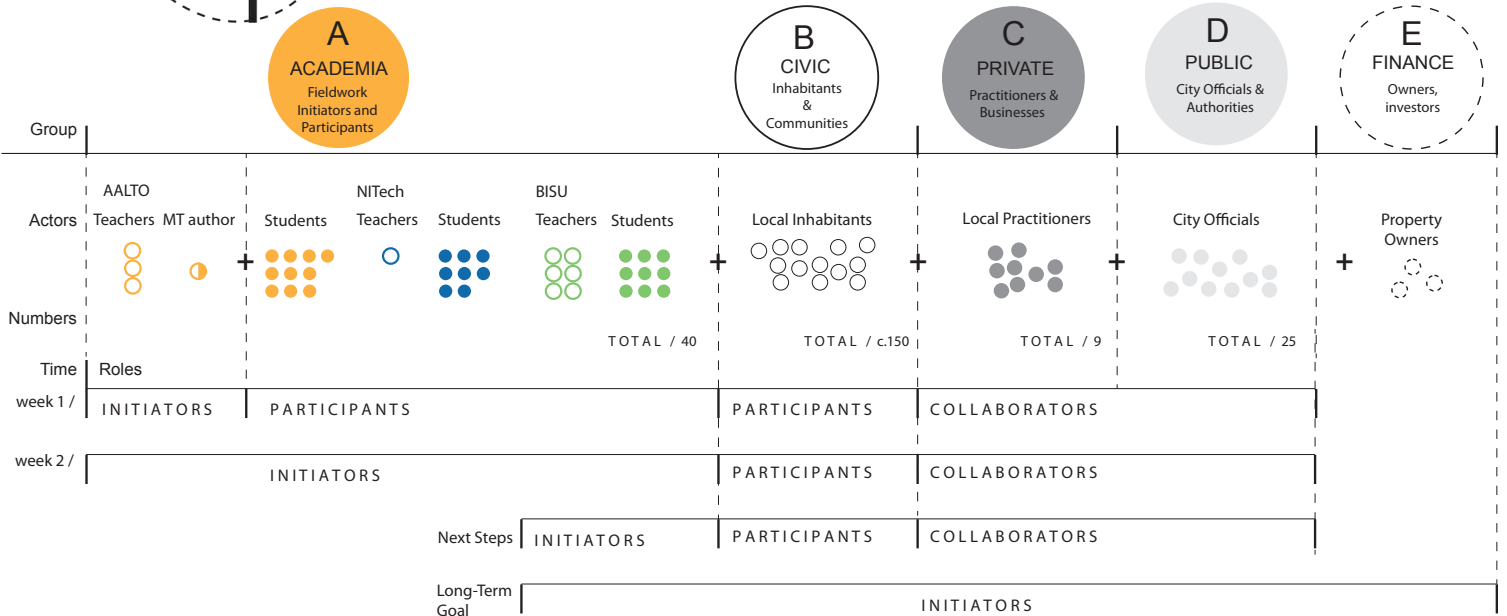 A
ACADEMIA
Fieldwork
Initiators and
Participants
B
CIVIC
Inhabitants
&
Communities
C
PRIVATE
Practitioners &
Businesses
D
PUBLIC
City Officials &
Authorities
E
FINANCE
Owners,
investors
Group
Actors
AALTO
Teachers MT author
Students
NITech
Teachers Students
BISU
Teachers Students
Local Inhabitants
Local Practitioners
City Officials
Property
Owners
+ + + + +
Numbers
TOTAL / 40
TOTAL / c.150
TOTAL / 9
TOTAL / 25
Time Roles
week 1 / INITIATORS PARTICIPANTS PARTICIPANTS COLLABORATORS
week 2 / INITIATORS PARTICIPANTS COLLABORATORS
Next Steps INITIATORS PARTICIPANTS COLLABORATORS
Long-Term
Goal
INITIATORS